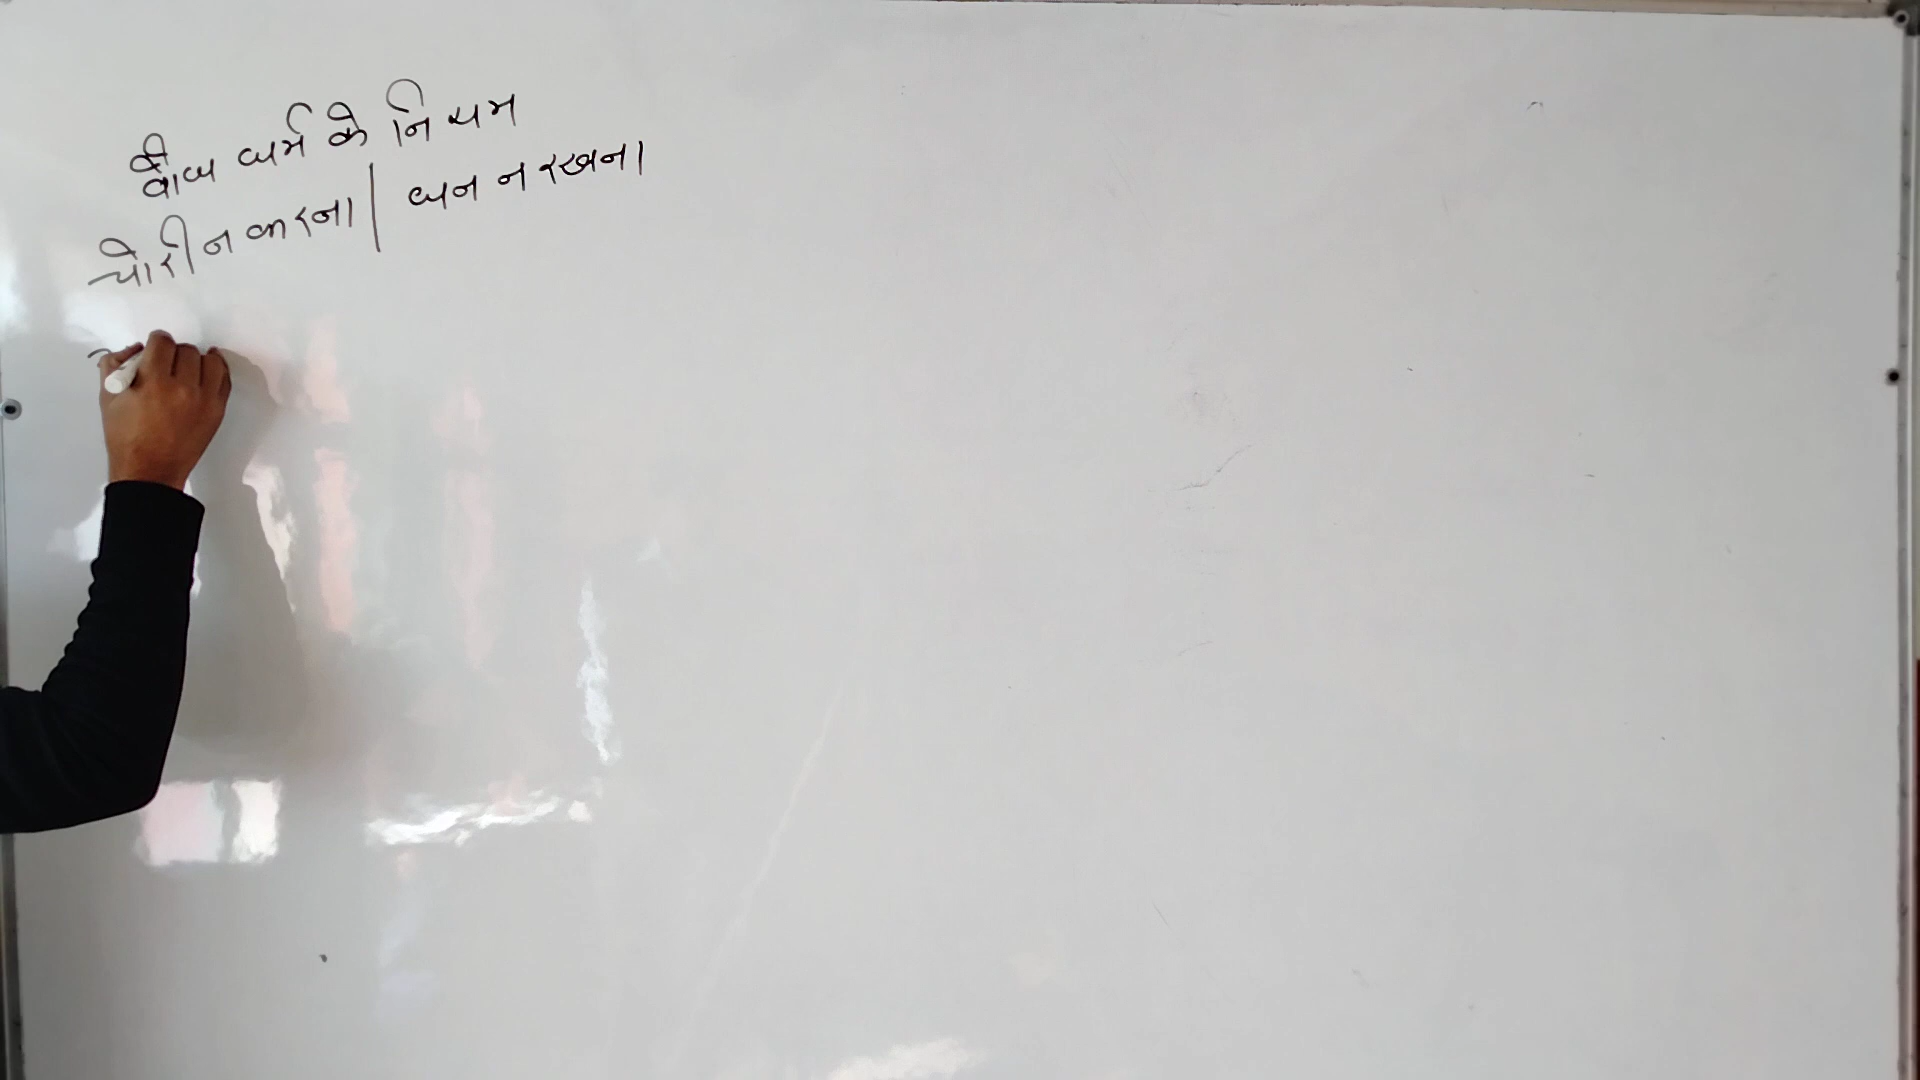 बौध धर्म के नियम
चोरी न करना | धन न रखना